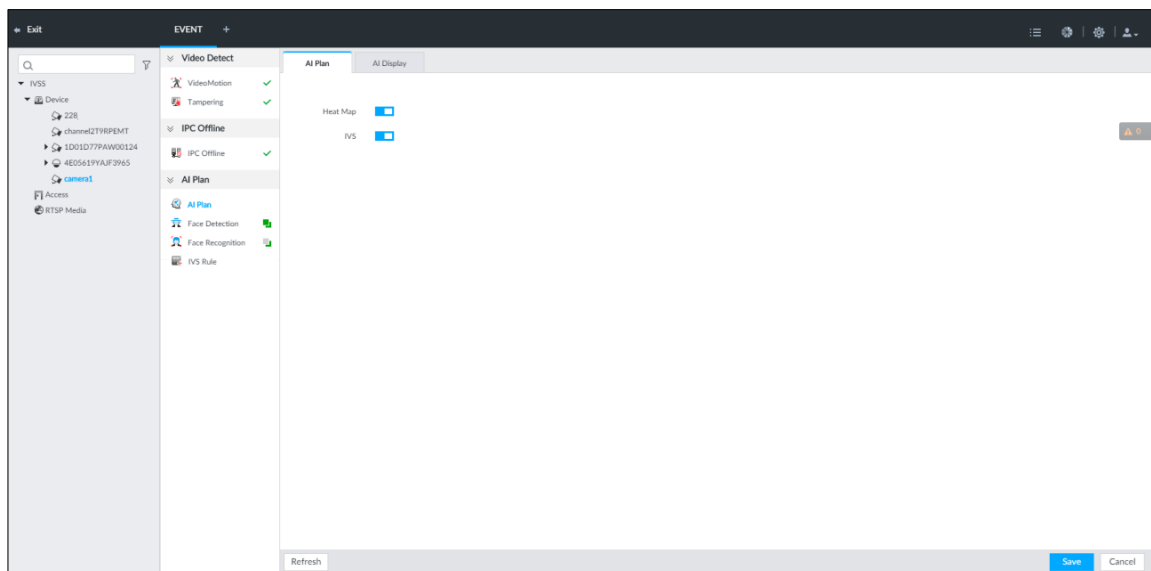 Exit
EVENT +
IVSS
Device
22R
channel2T9RPEMT
1D01D77PAW00124
4E05619YAJF3965
camera1
Access
RTSP Media
Video Detect
VideoMotion
Tampering
IPC Offline
IPC Offline
AI Plan
AI Plan
Face Detection
Face Recognition
IVS Rule
AI Plan
AI Display
Heat Map
IVS
0
Refresh
Save
Cancel